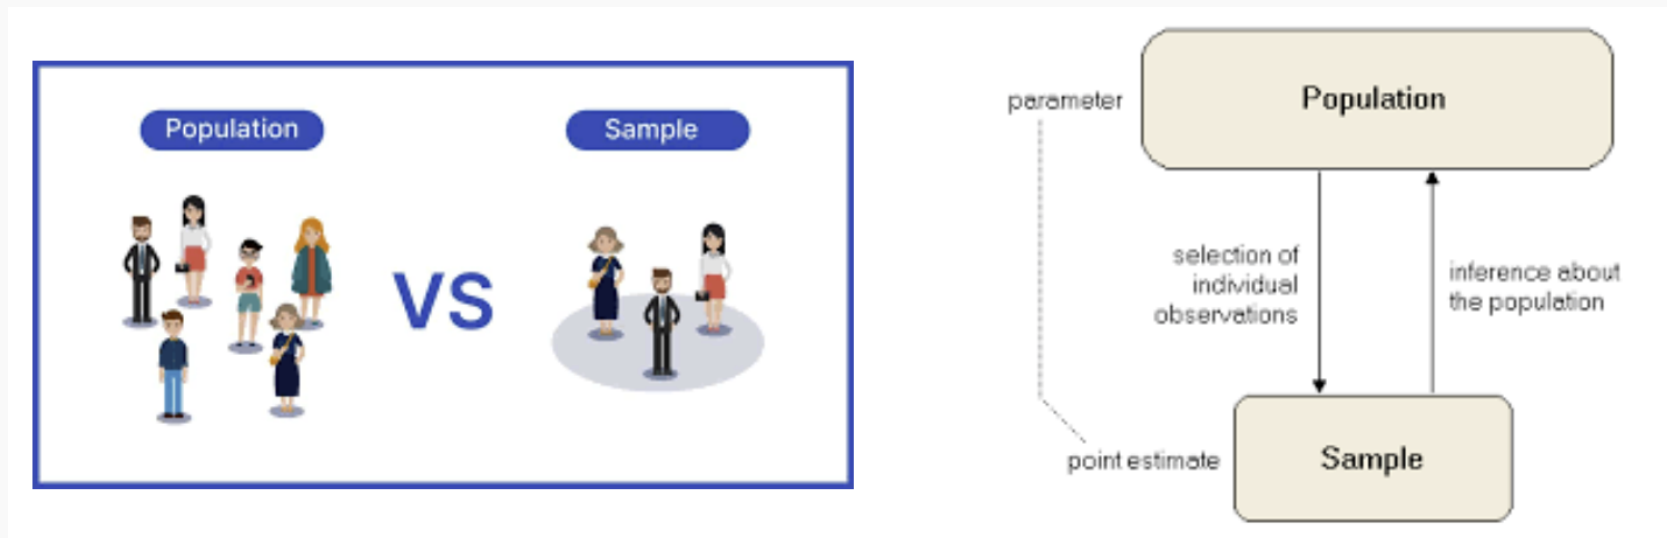 Population
Sample
VS
Population
parameter
selection of
individual
observations
inference about
the population
point estimate
Sample